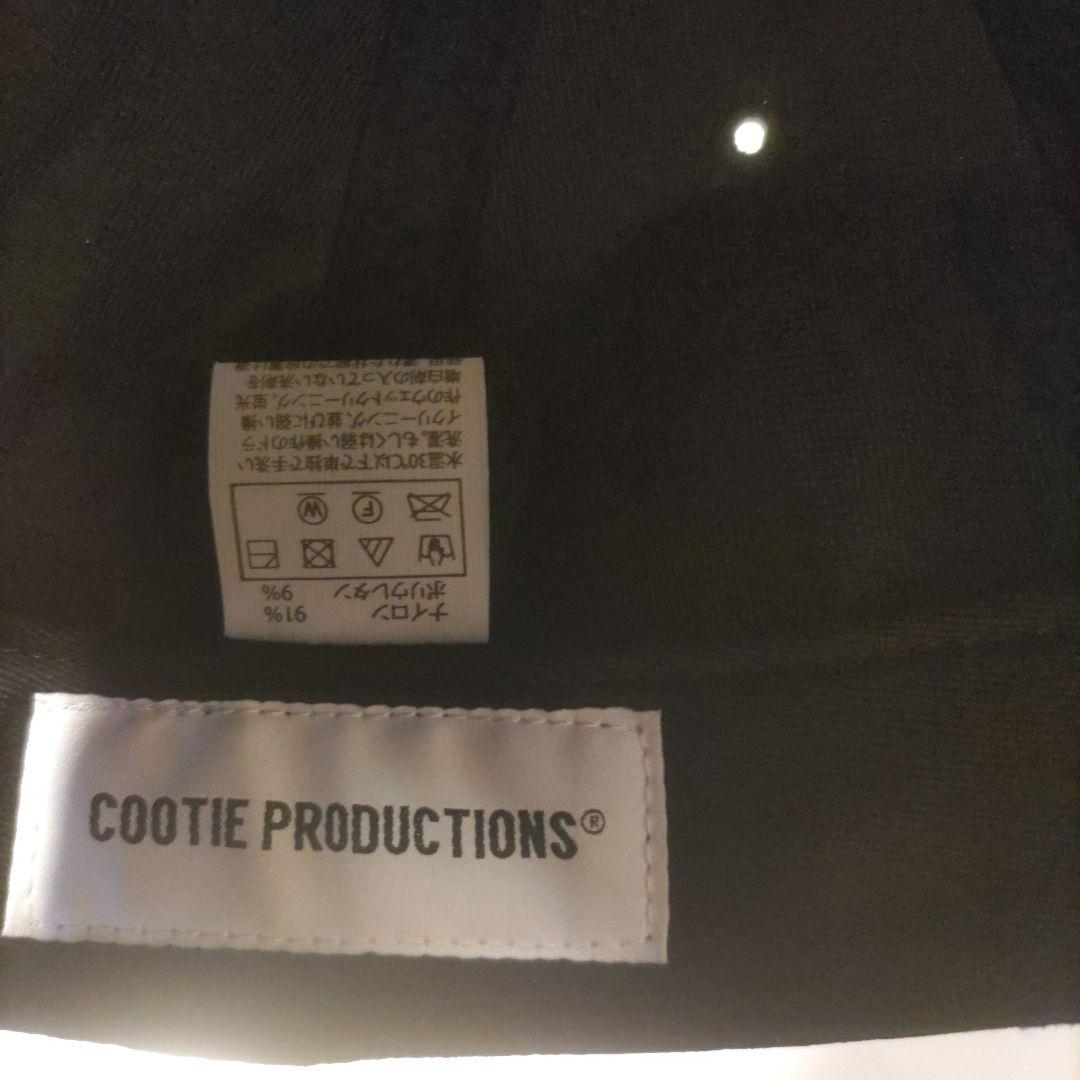 ナイロン 91%
ポリウレタン 9%
F W
水温30℃以下で単独で手洗い
洗濯。もしくは弱い操作のドラ
イクリーニング、並びに弱い操
作のウェットクリーニング。蛍光
増白剤の入っていない洗剤を
COOTIE PRODUCTIONS®